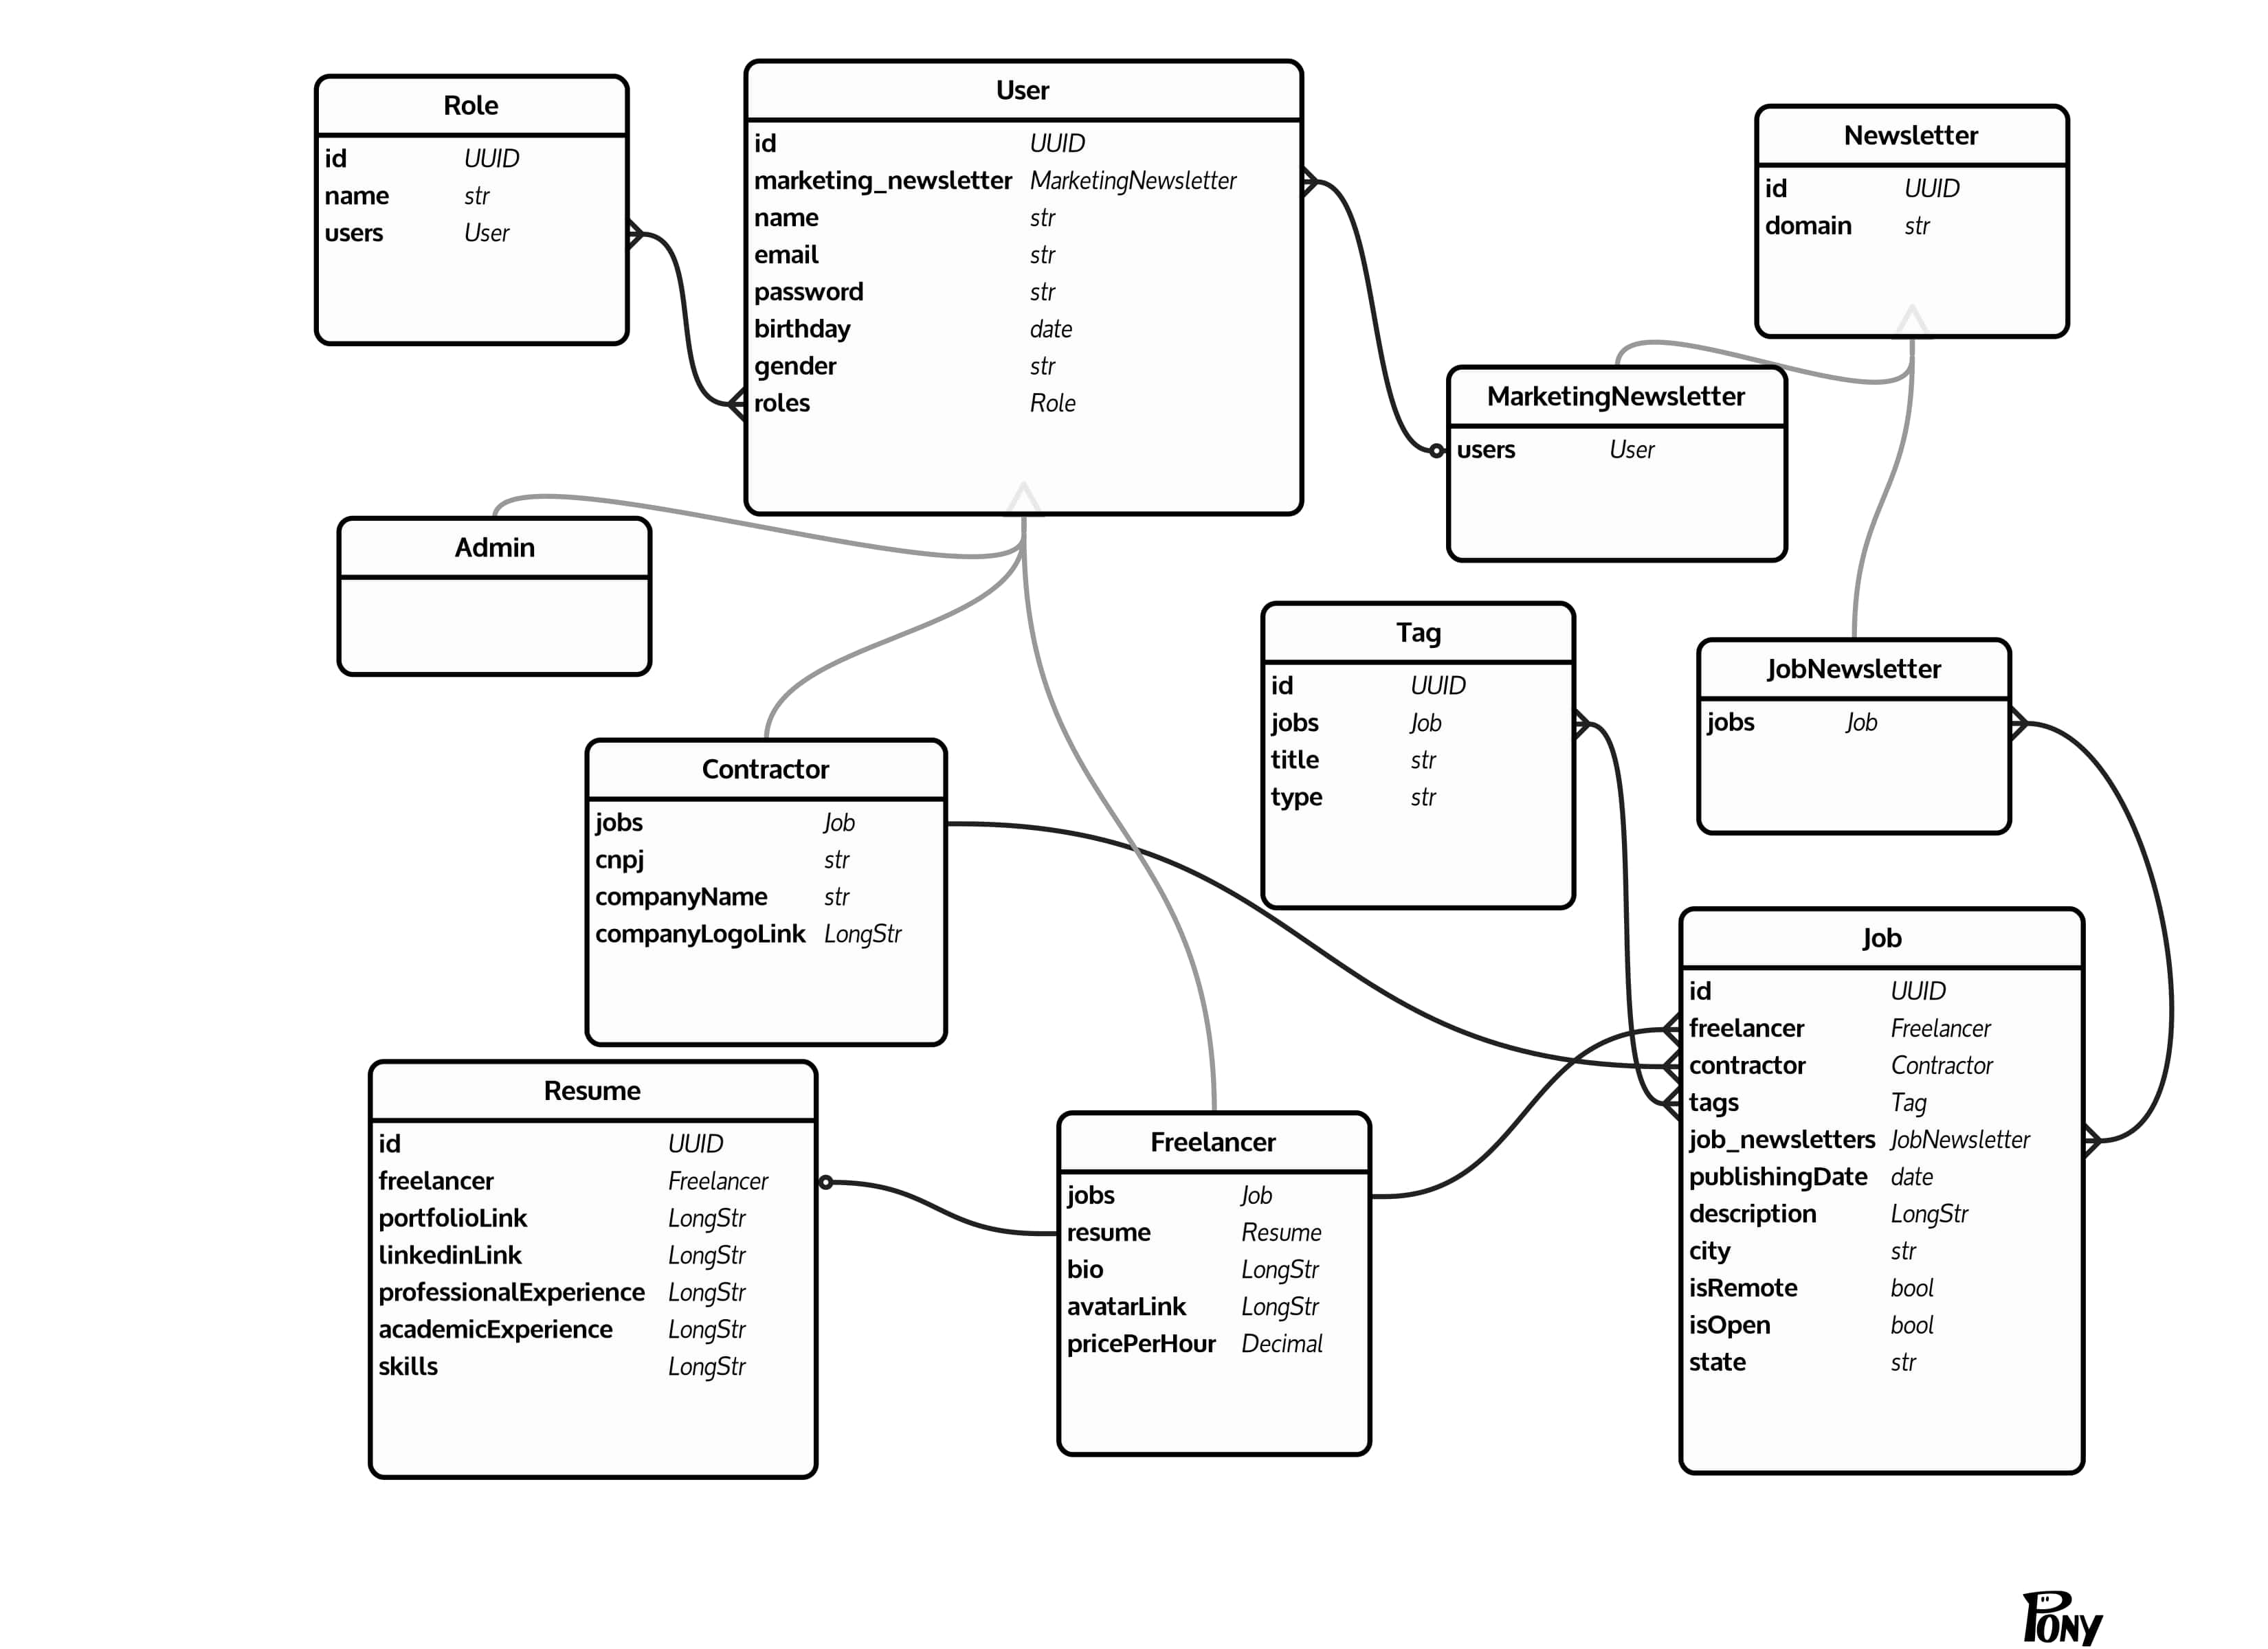 Role
id UUID
name str
users User
User
id UUID
marketing_newsletter MarketingNewsletter
name str
email str
password str
birthday date
gender str
roles Role
Newsletter
id UUID
domain str
MarketingNewsletter
users User
Admin
Tag
id UUID
jobs Job
title str
type str
JobNewsletter
jobs Job
Contractor
jobs Job
cnpj str
companyName str
companyLogoLink LongStr
Job
id UUID
freelancer Freelancer
contractor Contractor
tags Tag
job_newsletters JobNewsletter
publishingDate date
description LongStr
city str
isRemote bool
isOpen bool
state str
Resume
id UUID
freelancer Freelancer
portfolioLink LongStr
linkedinLink LongStr
professionalExperience LongStr
academicExperience LongStr
skills LongStr
Freelancer
jobs Job
resume Resume
bio LongStr
avatarLink LongStr
pricePerHour Decimal
PONY